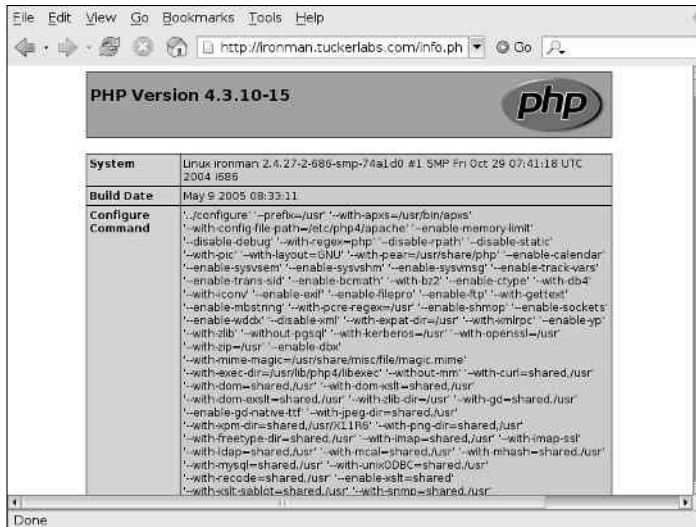 File Edit View Go Bookmarks Tools Help
http://ironman.tuckerlabs.com/info.ph Go
PHP Version 4.3.10-15
php
System Linux ironman 2.4.27-2-686-smp-74a1d0 #1 SMP Fri Oct 29 07:41:18 UTC
2004 i686
Build Date May 9 2005 08:33:11
Configure '../configure' '--prefix=/usr' '--with-apxs=/usr/bin/apxs'
Command '--with-config-file-path=/etc/php4/apache' '--enable-memory-limit'
'--disable-debug' '--with-regex=php' '--disable-rpath' '--disable-static'
'--with-pic' '--with-layout=GNU' '--with-pear=/usr/share/php' '--enable-calendar'
'--enable-sysvsem' '--enable-sysvshm' '--enable-sysvmsg' '--enable-track-vars'
'--enable-trans-sid' '--enable-bcmath' '--with-bz2' '--enable-ctype' '--with-db4'
'--with-iconv' '--enable-exif' '--enable-filepro' '--enable-ftp' '--with-gettext'
'--enable-mbstring' '--with-pcre-regex=/usr' '--enable-shmop' '--enable-sockets'
'--enable-wddx' '--disable-xml' '--with-expat-dir=/usr' '--with-xmlrpc' '--enable-yp'
'--with-zlib' '--without-pgsql' '--with-kerberos=/usr' '--with-openssl=/usr'
'--with-zip=/usr' '--enable-dbx'
'--with-mime-magic=/usr/share/misc/file/magic.mime'
'--with-exec-dir=/usr/lib/php4/libexec' '--without-mm' '--with-curl=shared,/usr'
'--with-dom=shared,/usr' '--with-dom-xslt=shared,/usr'
'--with-dom-exslt=shared,/usr' '--with-zlib-dir=/usr' '--with-gd=shared,/usr'
'--enable-gd-native-ttf' '--with-jpeg-dir=shared,/usr'
'--with-xpm-dir=shared,/usr/X11R6' '--with-png-dir=shared,/usr'
'--with-freetype-dir=shared,/usr' '--with-imap=shared,/usr' '--with-imap-ssl'
'--with-ldap=shared,/usr' '--with-mcal=shared,/usr' '--with-mhash=shared,/usr'
'--with-mysql=shared,/usr' '--with-unixODBC=shared,/usr'
'--with-recode=shared,/usr' '--enable-xslt=shared'
'--with-xslt-sablot=shared,/usr' '--with-snmp=shared,/usr'
Done